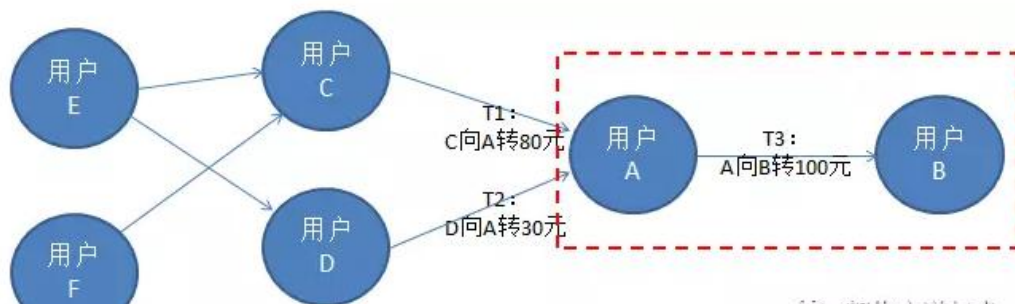 用户
E
用户
C
T1：
C向A转80元
用户
A
T3：
A向B转100元
用户
B
T2：
D向A转30元
用户
D
用户
F